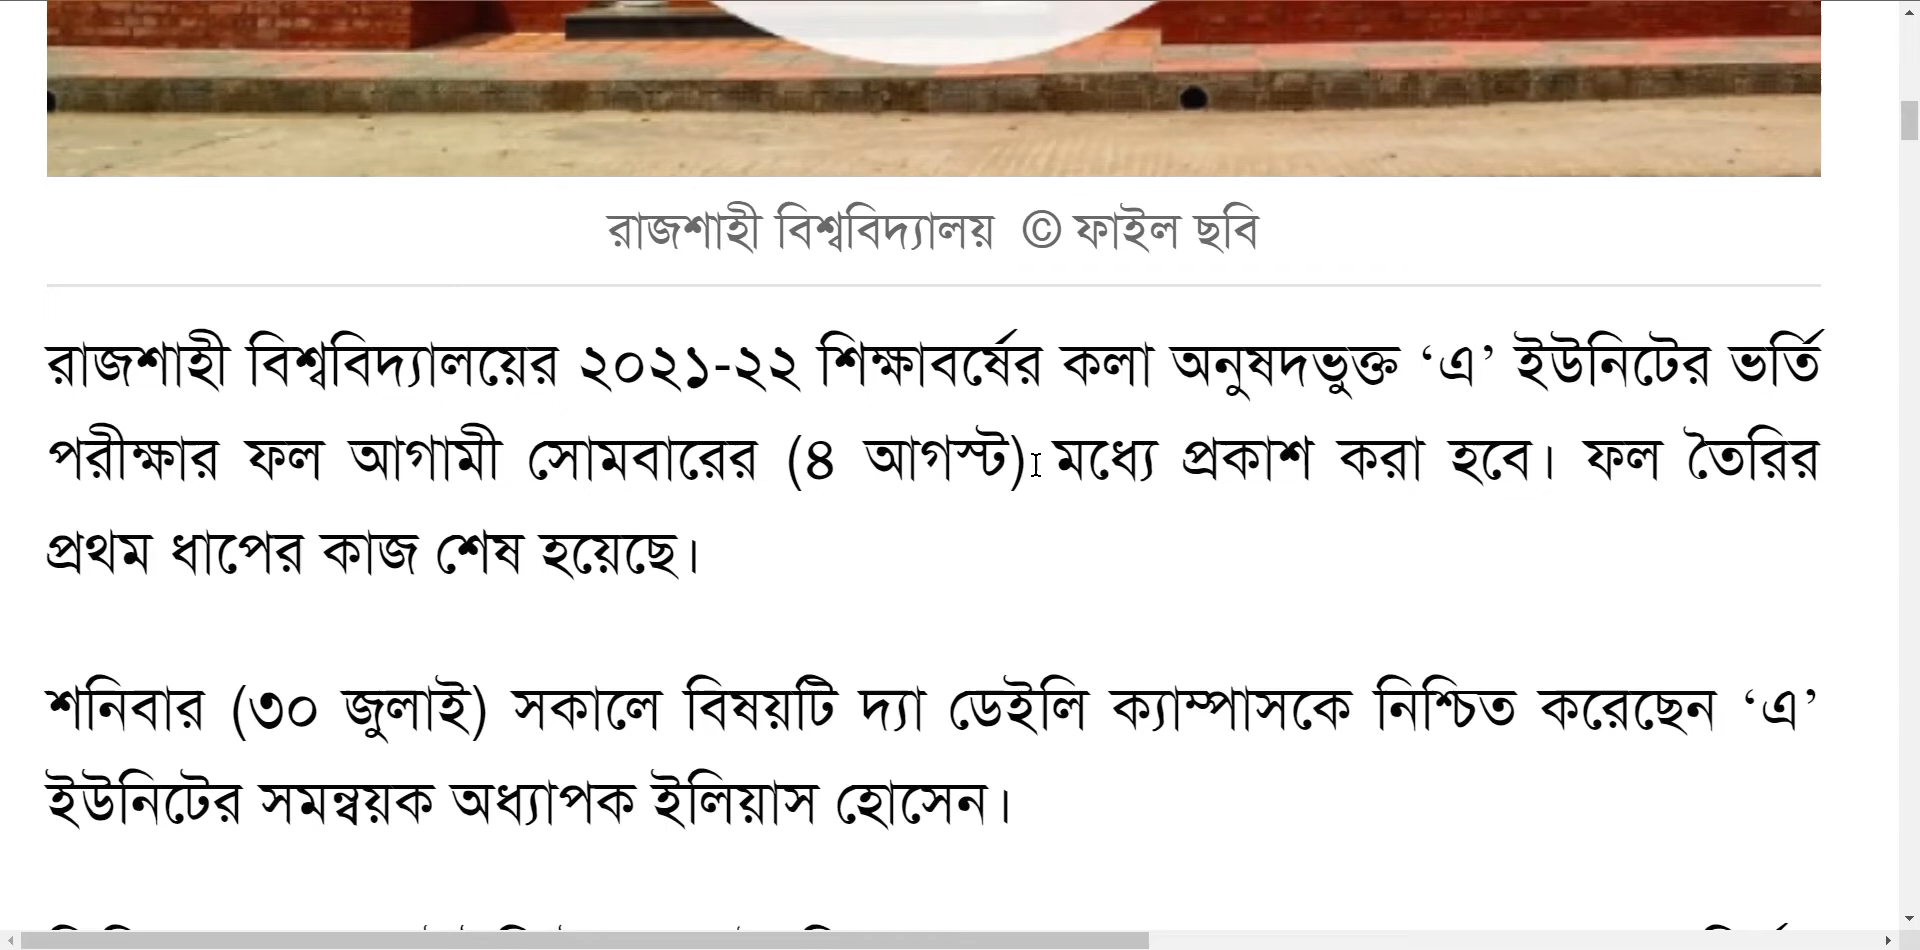 রাজশাহী বিশ্ববিদ্যালয় © ফাইল ছবি
রাজশাহী বিশ্ববিদ্যালয়ের ২০২১-২২ শিক্ষাবর্ষের কলা অনুষদভুক্ত ‘এ’ ইউনিটের ভর্তি
পরীক্ষার ফল আগামী সোমবারের (৪ আগস্ট) মধ্যে প্রকাশ করা হবে। ফল তৈরির
প্রথম ধাপের কাজ শেষ হয়েছে।
শনিবার (৩০ জুলাই) সকালে বিষয়টি দ্যা ডেইলি ক্যাম্পাসকে নিশ্চিত করেছেন ‘এ’
ইউনিটের সমন্বয়ক অধ্যাপক ইলিয়াস হোসেন।